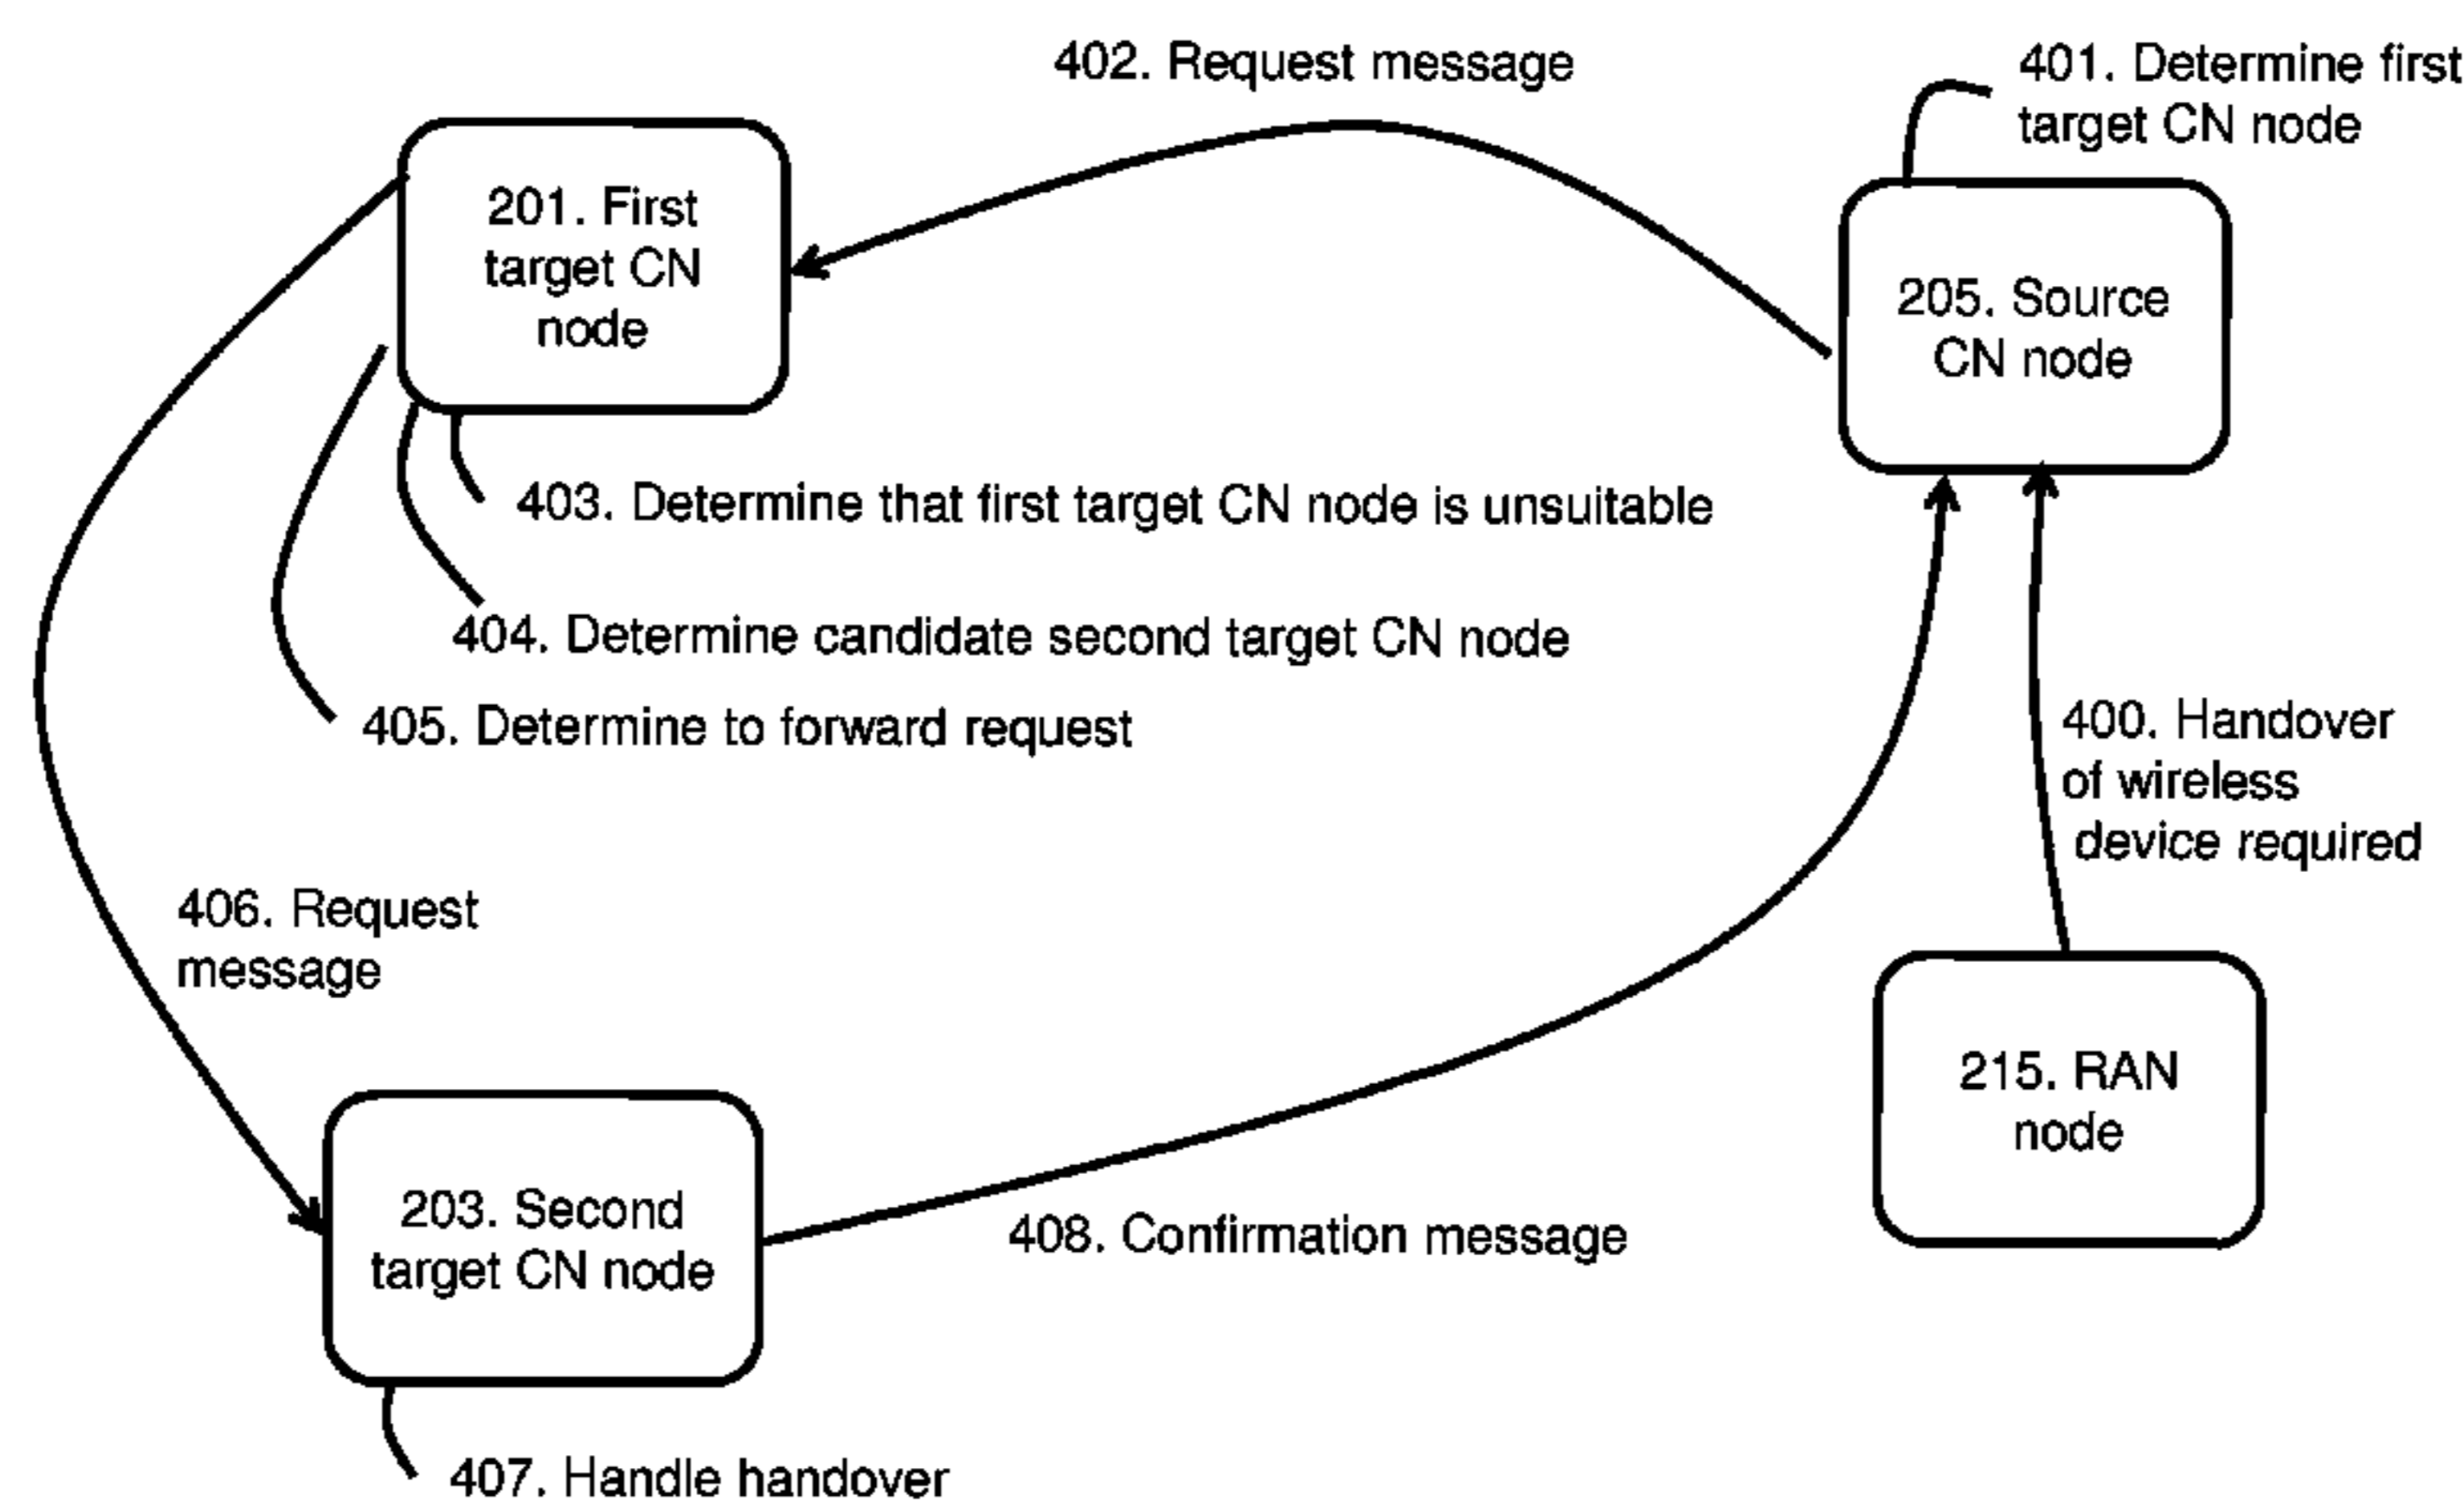 402. Request message
401. Determine first
target CN node
201. First
target CN
node
205. Source
CN node
403. Determine that first target CN node is unsuitable
404. Determine candidate second target CN node
405. Determine to forward request
400. Handover
of wireless
device required
406. Request
message
215. RAN
node
203. Second
target CN node
408. Confirmation message
407. Handle handover